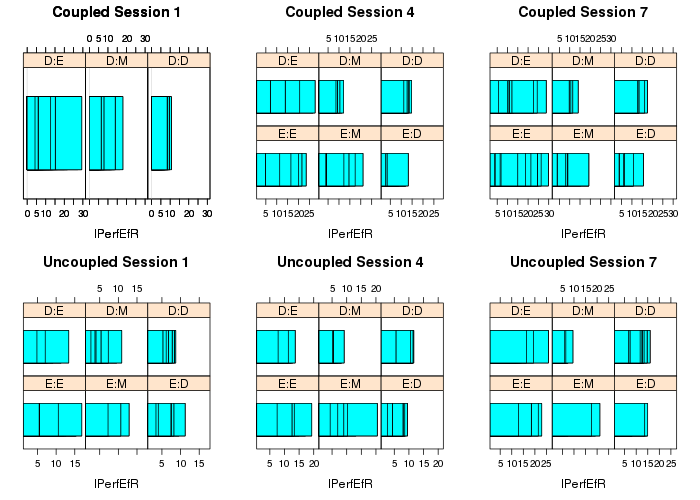 Coupled Session 1
0 5 10 20 30
D:E D:M D:D
0 5 10 20 30 0 5 10 20 30
lPerfEfR
Coupled Session 4
5 10 15 20 25
D:E D:M D:D
E:E E:M E:D
5 10 15 20 25 5 10 15 20 25
lPerfEfR
Coupled Session 7
5 10 15 20 25 30
D:E D:M D:D
E:E E:M E:D
5 10 15 20 25 30 5 10 15 20 25 30
lPerfEfR
Uncoupled Session 1
5 10 15
D:E D:M D:D
E:E E:M E:D
5 10 15 5 10 15
lPerfEfR
Uncoupled Session 4
5 10 15 20
D:E D:M D:D
E:E E:M E:D
5 10 15 20 5 10 15 20
lPerfEfR
Uncoupled Session 7
5 10 15 20 25
D:E D:M D:D
E:E E:M E:D
5 10 15 20 25 5 10 15 20 25
lPerfEfR